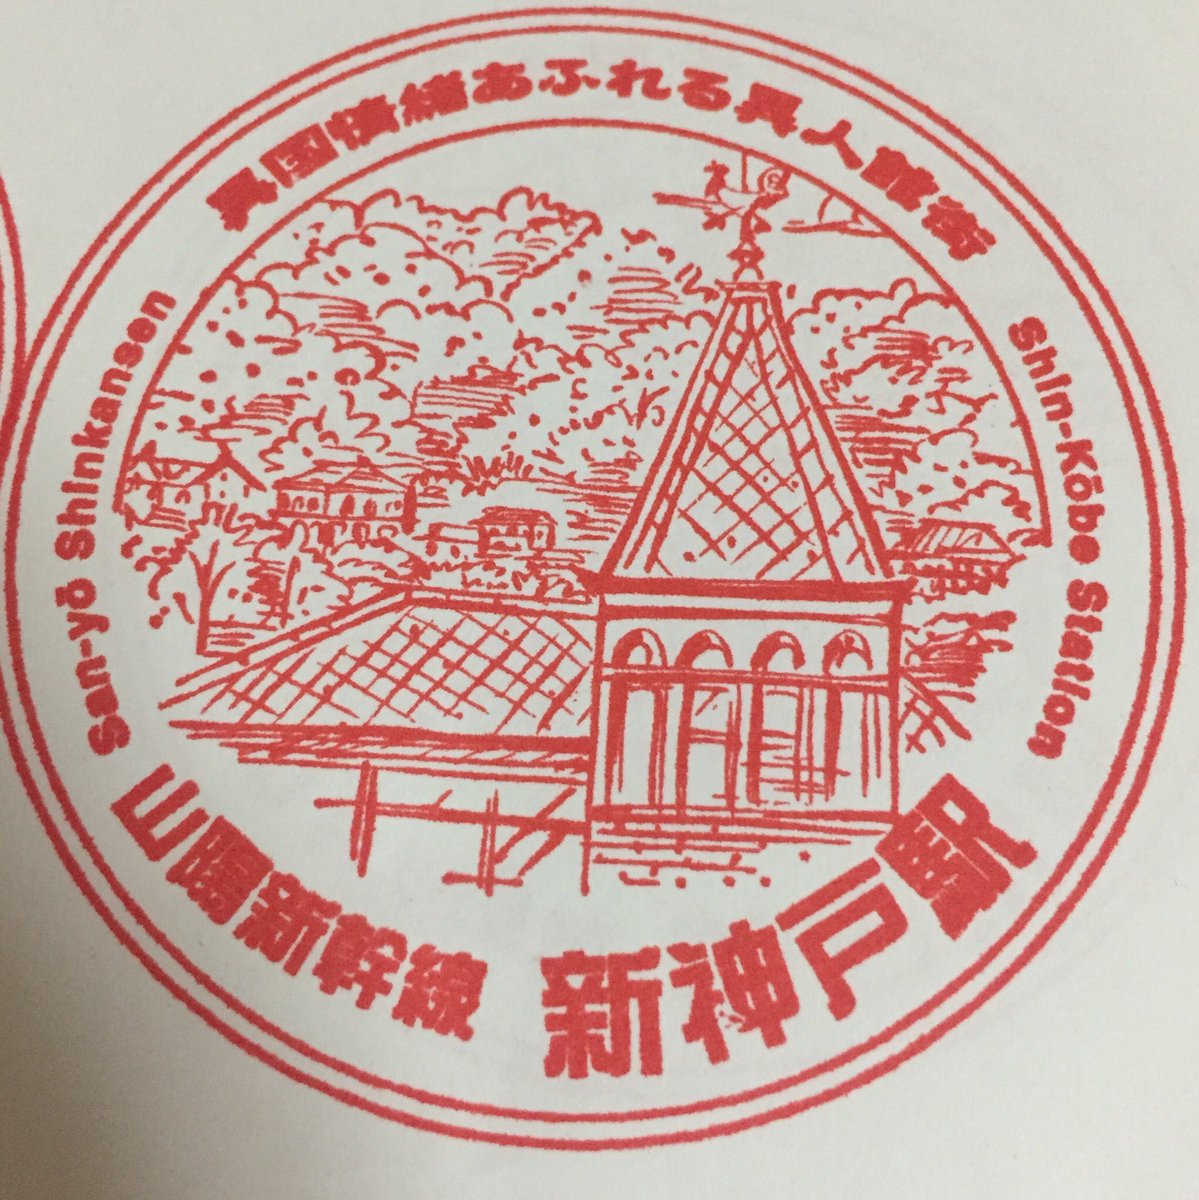 異国情緒あふれる異人館街
San-yō Shinkansen
Shin-Kōbe Station
山陽新幹線
新神戸駅